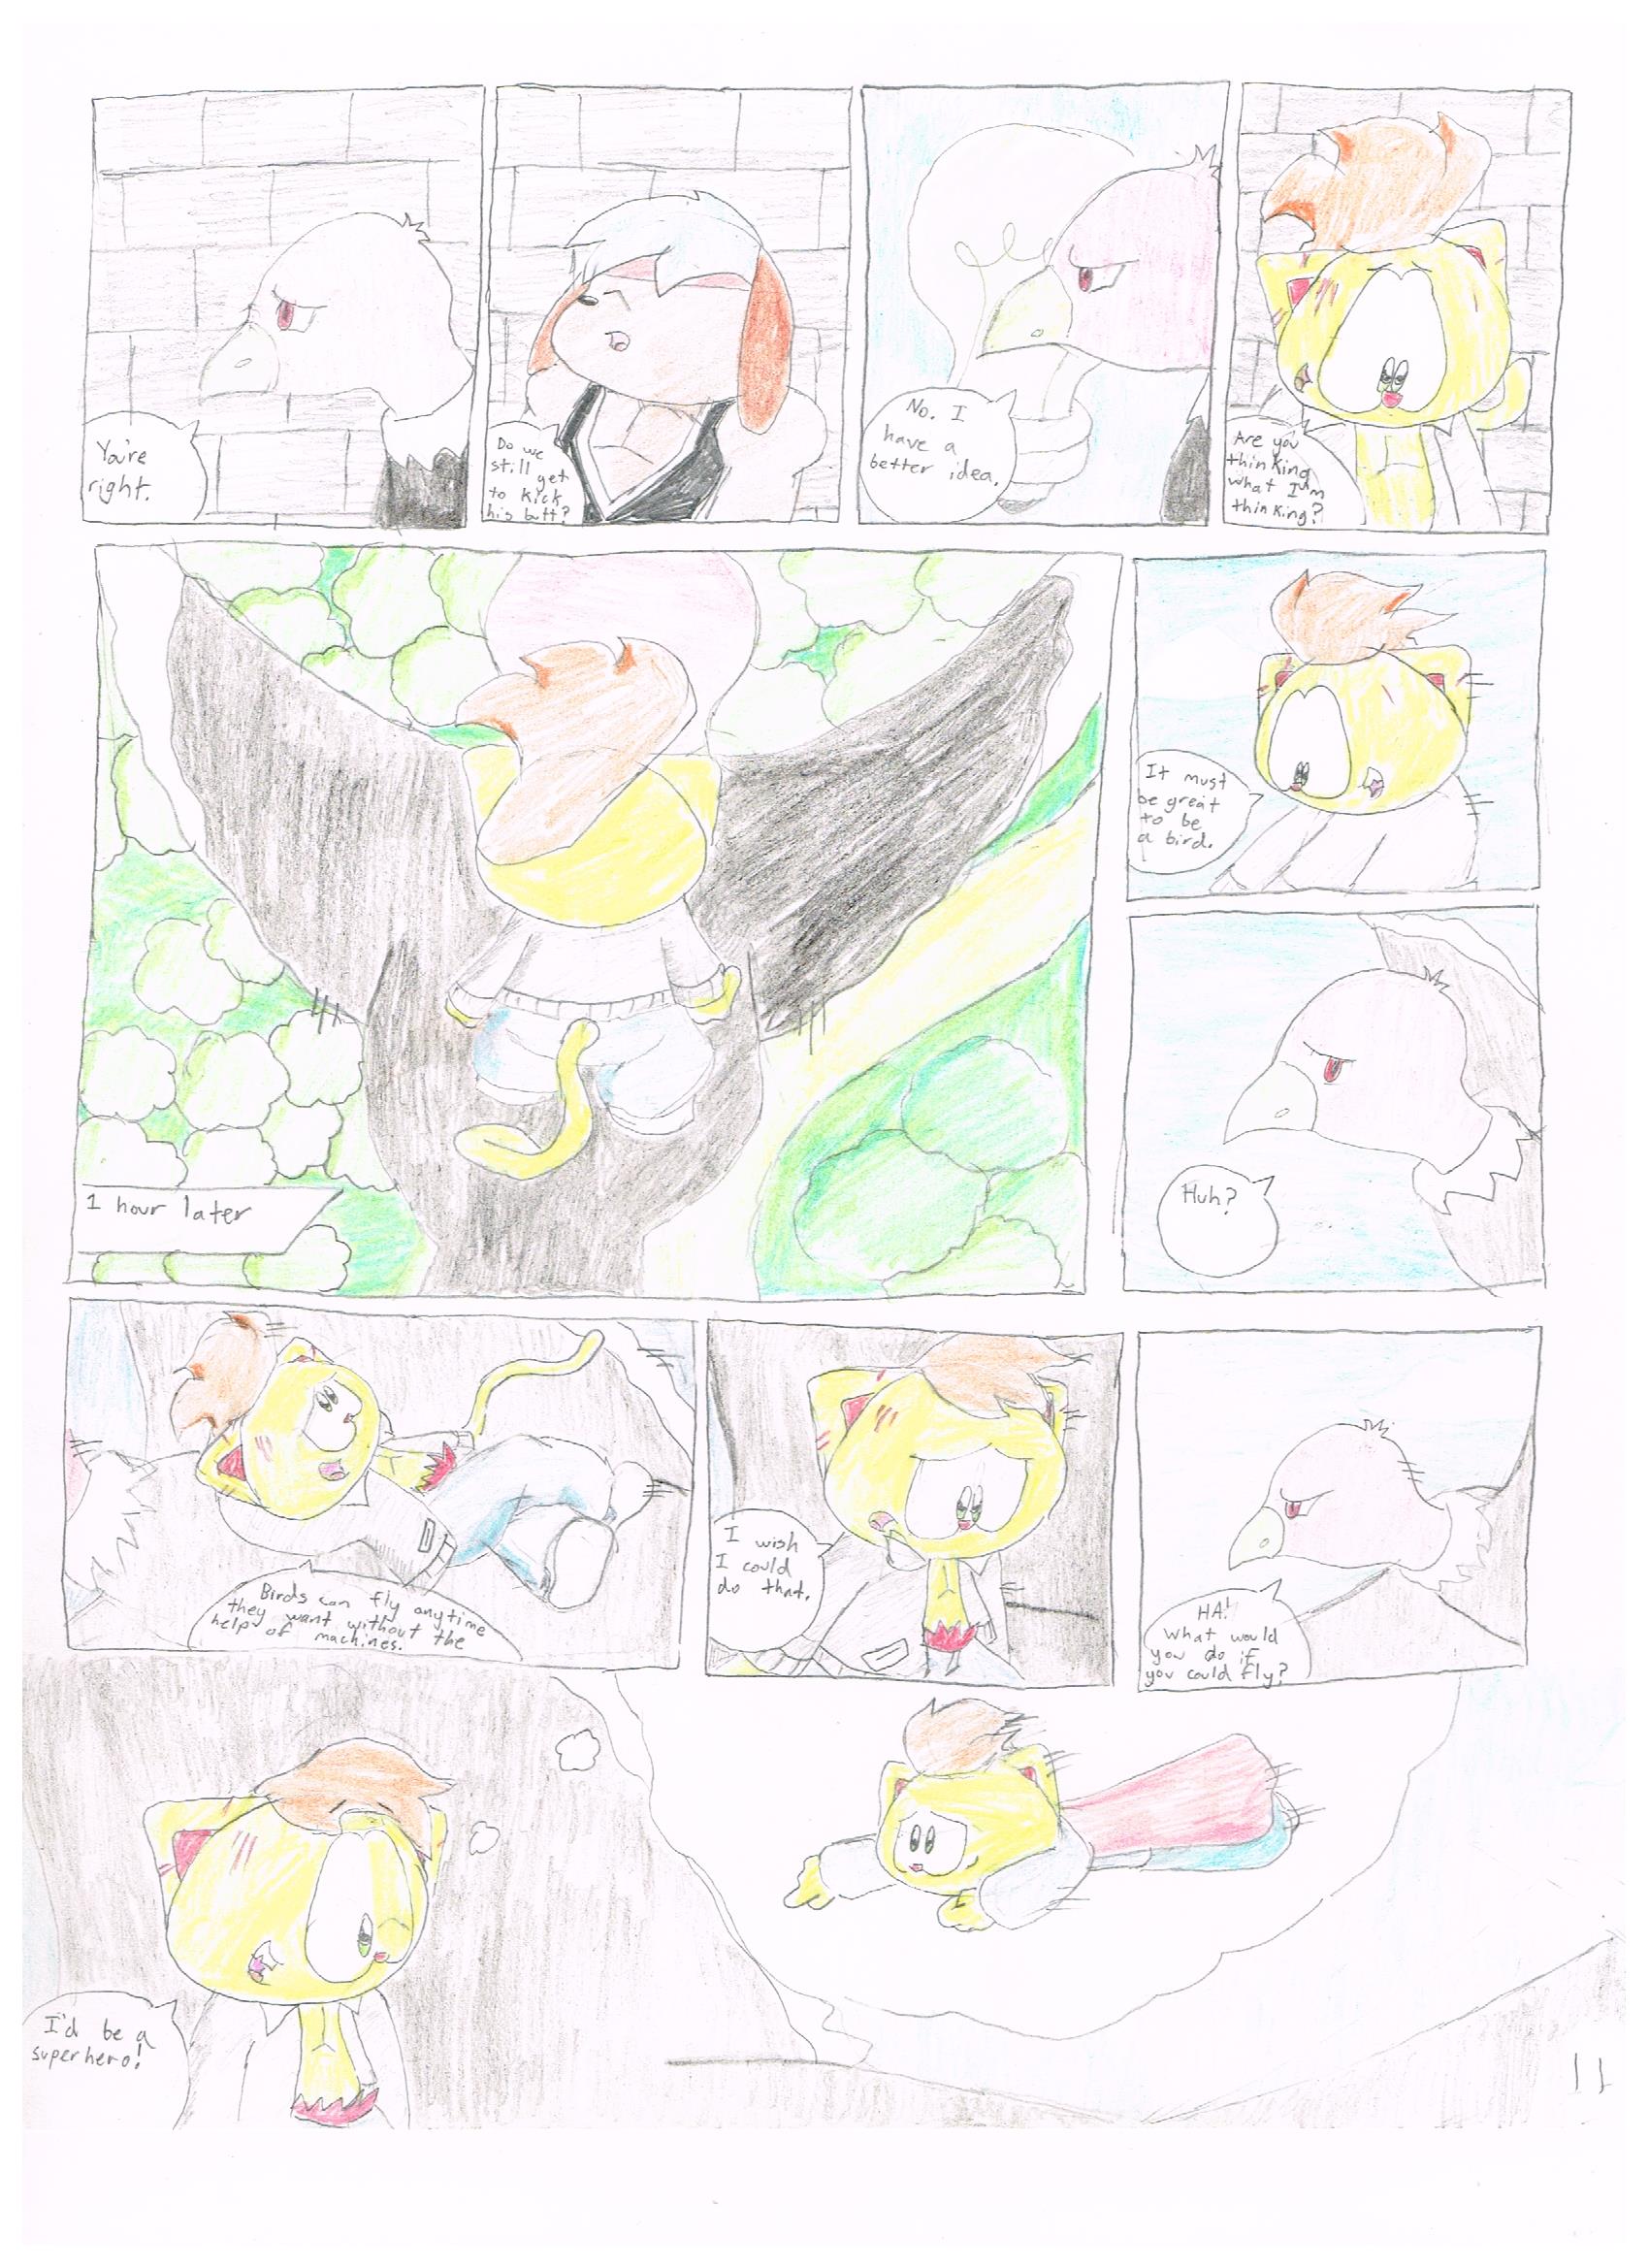 You're
right.
Do we
still get
to kick
his butt?
No. I
have a
better idea.
Are you
thinking
what I'm
thinking?
1 hour later
It must
be great
to be
a bird.
Huh?
Birds can fly anytime
they want without the
help of machines.
I wish
I could
do that.
HA!
What would
you do if
you could fly?
I'd be a
superhero!
11